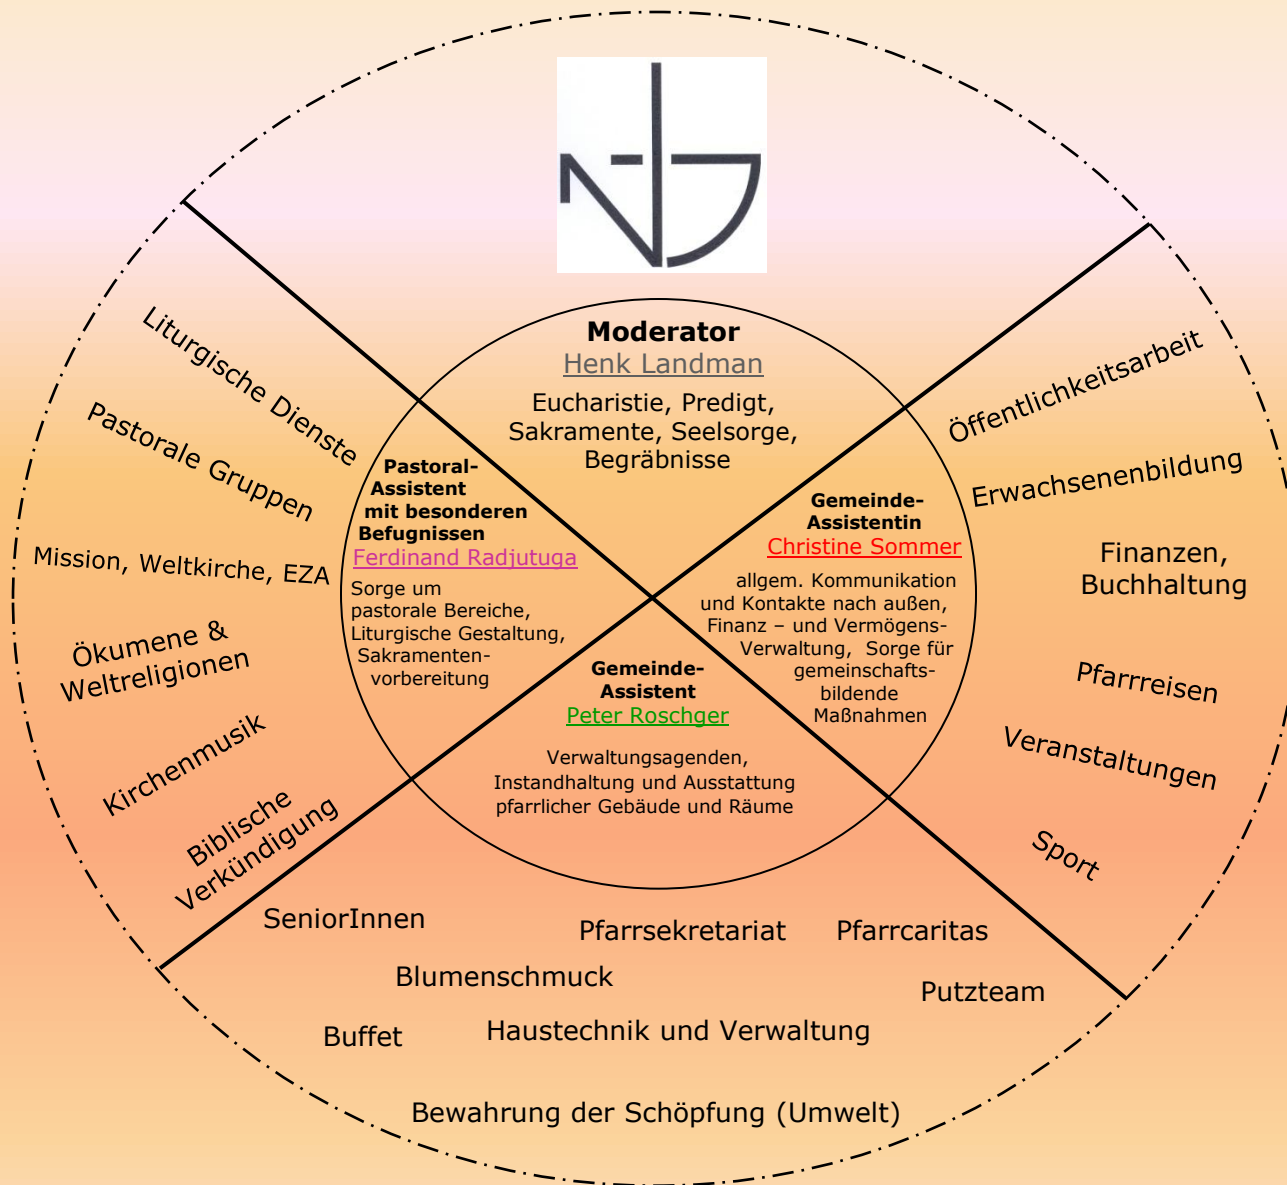 Moderator
Henk Landman
Eucharistie, Predigt,
Sakramente, Seelsorge,
Begräbnisse
Liturgische Dienste
Pastorale Gruppen
Mission, Weltkirche, EZA
Ökumene &
Weltreligionen
Kirchenmusik
Biblische
Verkündigung
Pastoral-
Assistent
mit besonderen
Befugnissen
Ferdinand Radjutuga
Sorge um
pastorale Bereiche,
Liturgische Gestaltung,
Sakramenten-
vorbereitung
Gemeinde-
Assistentin
Christine Sommer
allgem. Kommunikation
und Kontakte nach außen,
Finanz – und Vermögens-
Verwaltung, Sorge für
gemeinschafts-
bildende
Maßnahmen
Öffentlichkeitsarbeit
Erwachsenenbildung
Finanzen,
Buchhaltung
Pfarrreisen
Veranstaltungen
Sport
Gemeinde-
Assistent
Peter Roschger
Verwaltungsagenden,
Instandhaltung und Ausstattung
pfarrlicher Gebäude und Räume
SeniorInnen
Pfarrsekretariat
Pfarrcaritas
Blumenschmuck
Putzteam
Buffet
Haustechnik und Verwaltung
Bewahrung der Schöpfung (Umwelt)